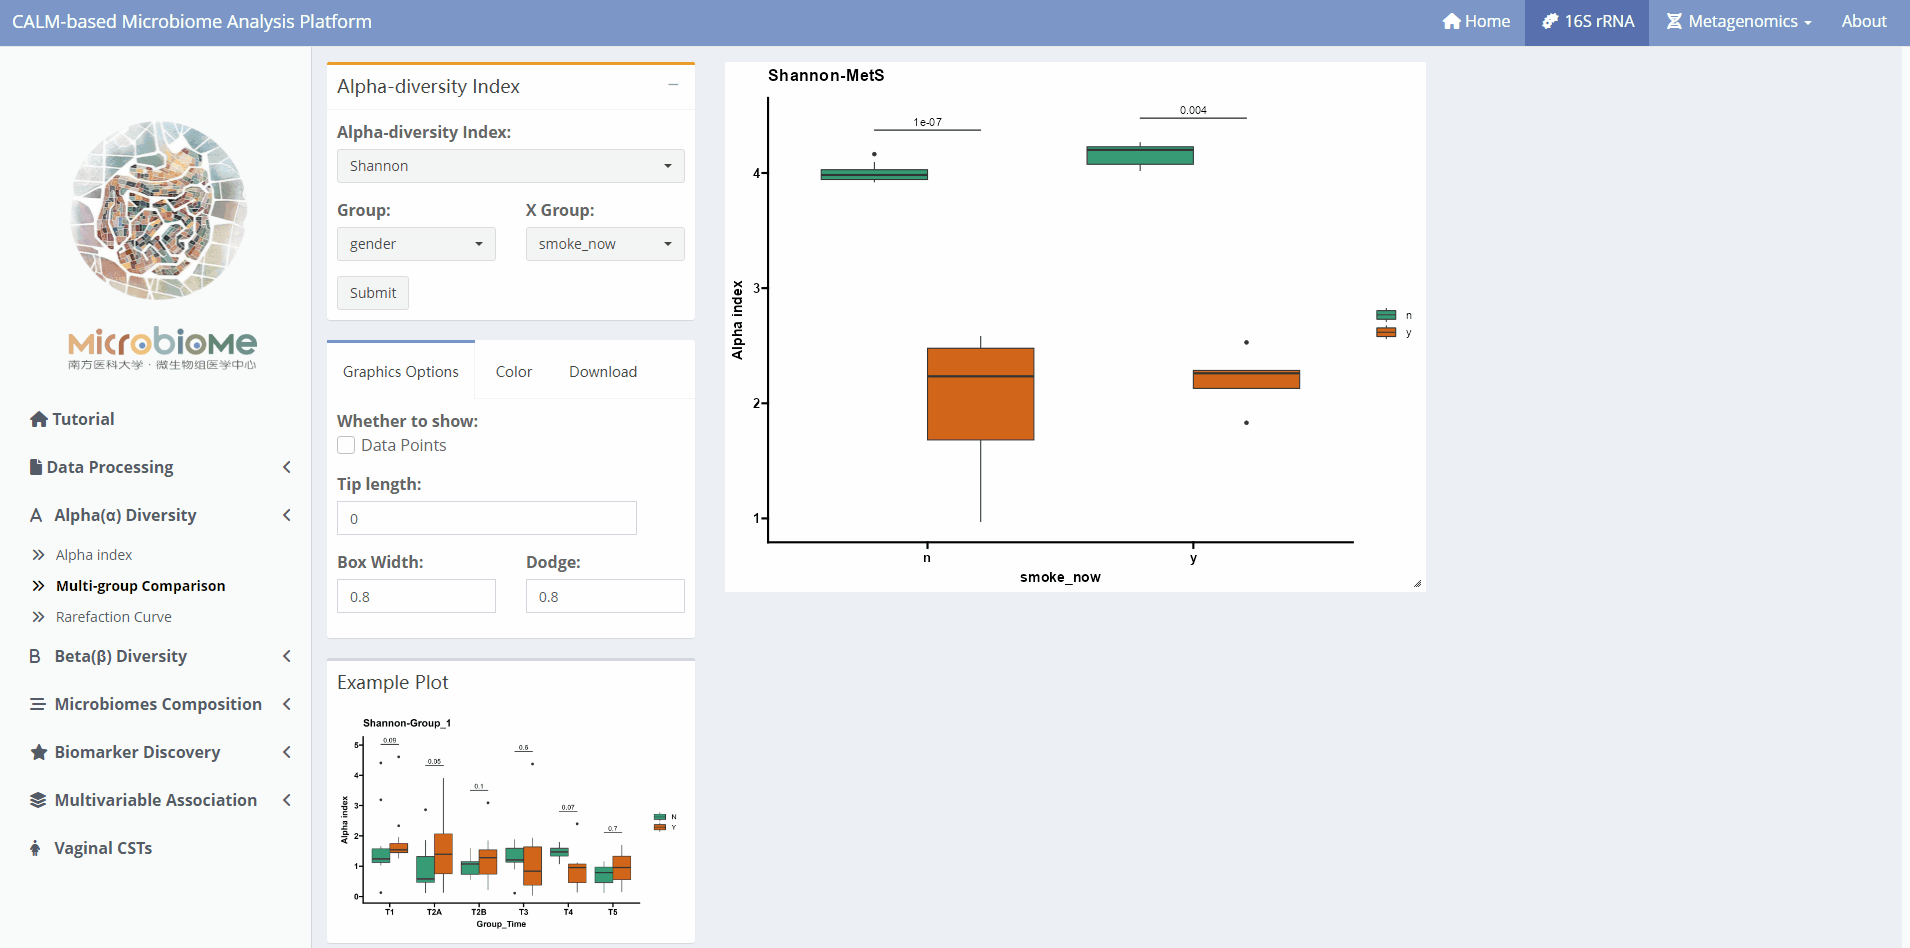 CALM-based Microbiome Analysis Platform
Home
16S rRNA
Metagenomics
About
MicrobioMe
南方医科大学 · 微生物组医学中心
Tutorial
Data Processing
Alpha(α) Diversity
Alpha index
Multi-group Comparison
Rarefaction Curve
Beta(β) Diversity
Microbiomes Composition
Biomarker Discovery
Multivariable Association
Vaginal CSTs
Alpha-diversity Index
Alpha-diversity Index:
Shannon
Group:
X Group:
gender
smoke_now
Submit
Graphics Options
Color
Download
Whether to show:
Data Points
Tip length:
0
Box Width:
Dodge:
0.8
0.8
Example Plot
Shannon-Group_1
0.09
0.05
0.1
0.6
0.07
0.7
5
4
3
2
1
0
Alpha index
N
Y
T1
T2A
T2B
T3
T4
T5
Group_Time
Shannon-MetS
1e-07
0.004
4
3
2
1
Alpha index
n
y
n
y
smoke_now